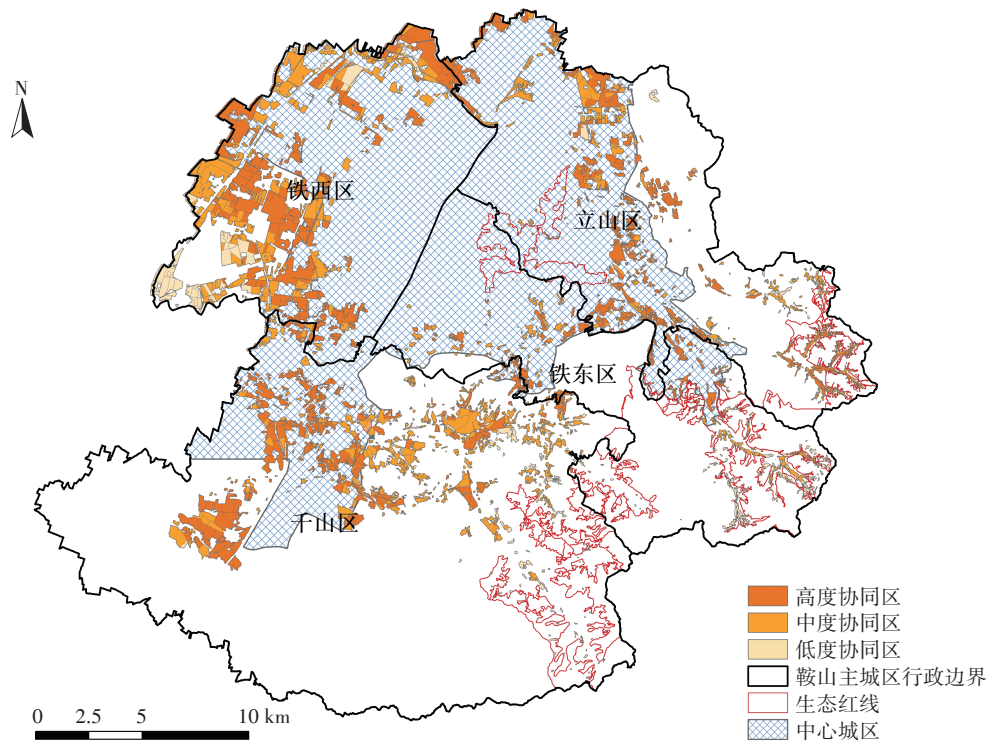 N
铁西区
立山区
铁东区
千山区
高度协同区
中度协同区
低度协同区
鞍山主城区行政边界
生态红线
中心城区
0 2.5 5 10 km